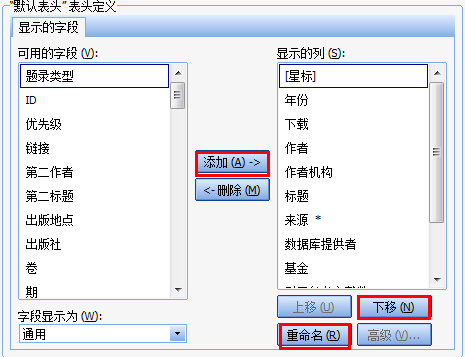 "默认表头"表头定义
显示的字段
可用的字段 (V):
题录类型
ID
优先级
链接
第二作者
第二标题
出版地点
出版社
卷
期
字段显示为 (W):
通用
添加 (A) ->
<- 删除 (M)
显示的列 (S):
[星标]
年份
下载
作者
作者机构
标题
来源 *
数据库提供者
基金
上移 (U)
下移 (N)
重命名 (R)
高级 (V)...